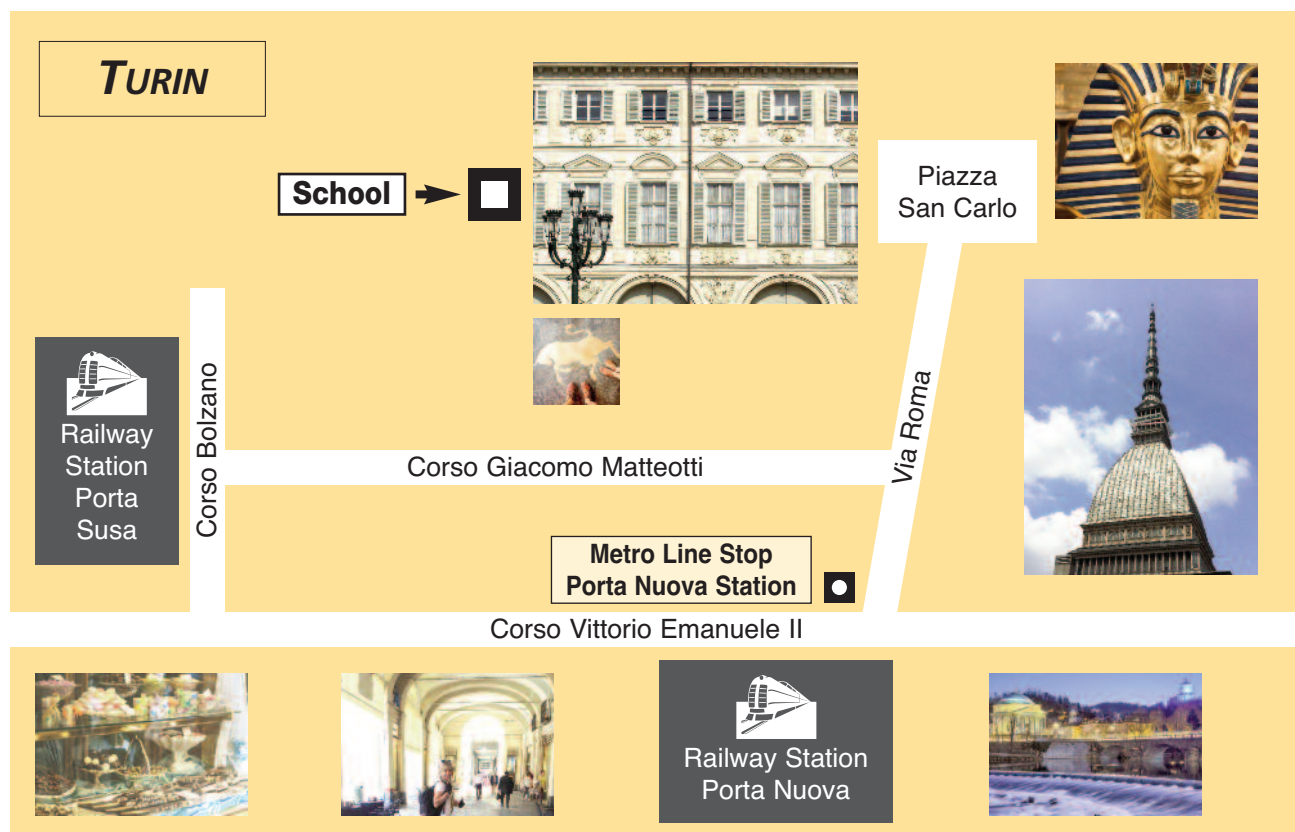 TURIN
School
Piazza
San Carlo
Railway
Station
Porta
Susa
Corso Bolzano
Corso Giacomo Matteotti
Via Roma
Metro Line Stop
Porta Nuova Station
Corso Vittorio Emanuele II
Railway Station
Porta Nuova